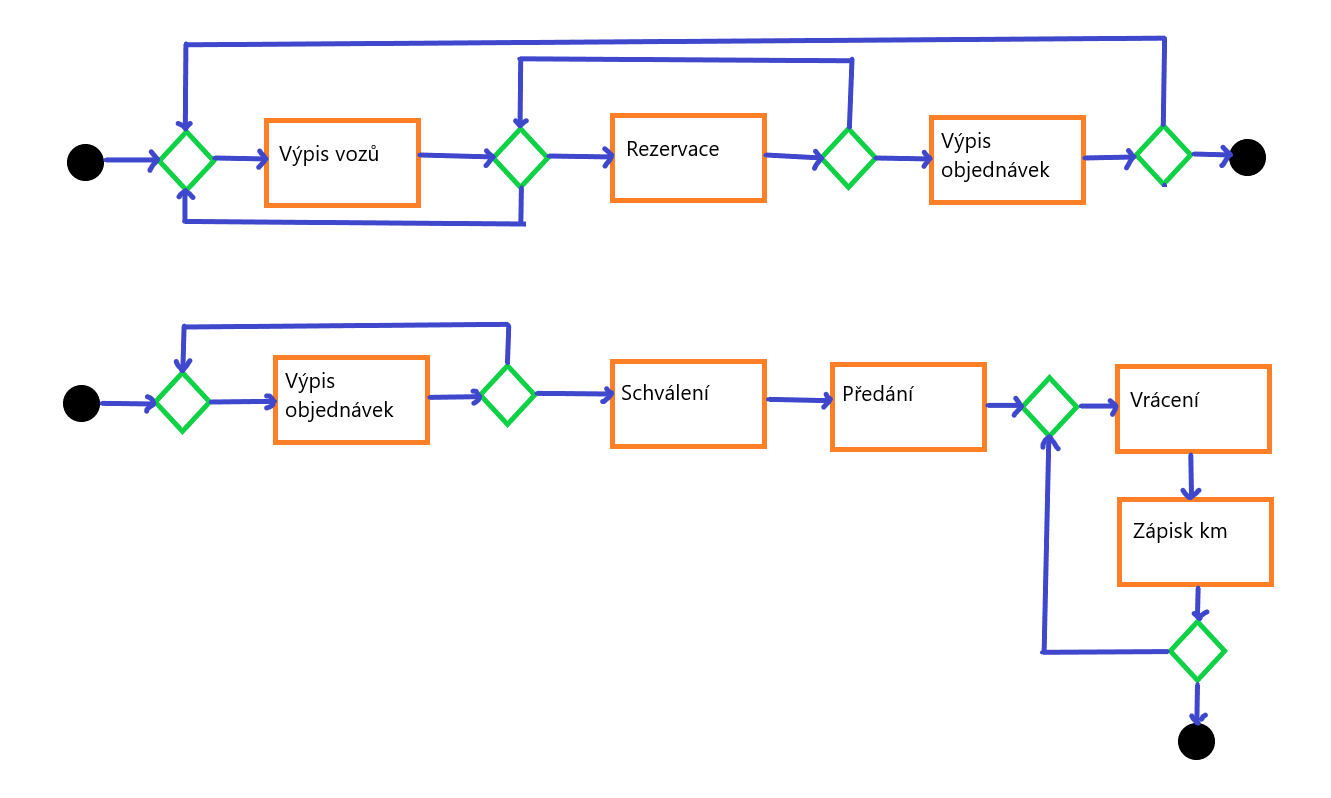 Výpis vozů
Rezervace
Výpis
objednávek
Výpis
objednávek
Schválení
Předání
Vrácení
Zápisk km